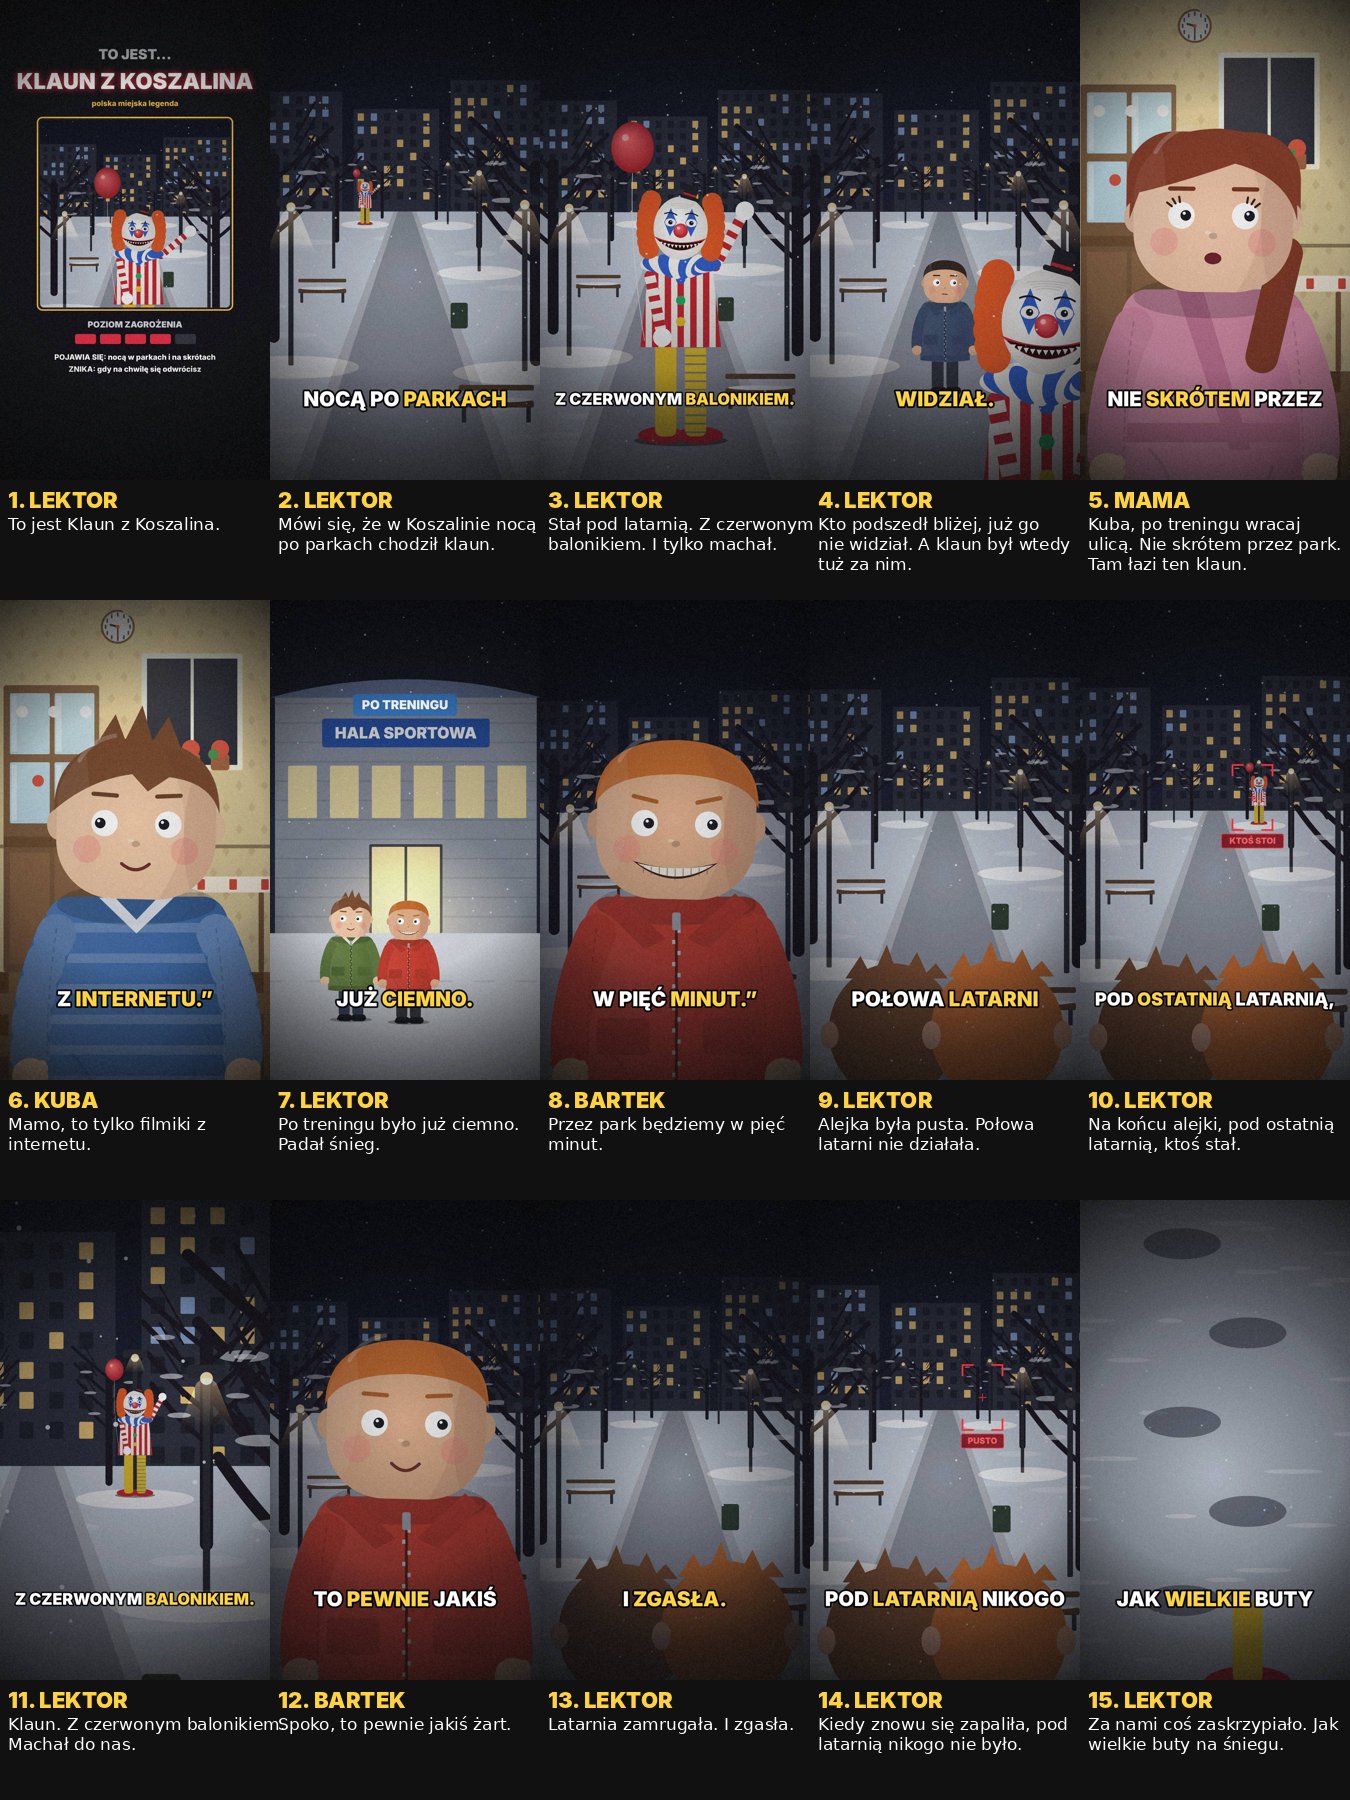 TO JEST...
KLAUN Z KOSZALINA
polska miejska legenda
POZIOM ZAGROŻENIA
POJAWIA SIĘ: nocą w parkach i na skrótach
ZNIKA: gdy na chwilę się odwrócisz
NOCĄ PO PARKACH
Z CZERWONYM BALONIKIEM.
WIDZIAŁ.
NIE SKRÓTEM PRZEZ
1. LEKTOR
To jest Klaun z Koszalina.
2. LEKTOR
Mówi się, że w Koszalinie nocą
po parkach chodził klaun.
3. LEKTOR
Stał pod latarnią. Z czerwonym
balonikiem. I tylko machał.
4. LEKTOR
Kto podszedł bliżej, już go
nie widział. A klaun był wtedy
tuż za nim.
5. MAMA
Kuba, po treningu wracaj
ulicą. Nie skrótem przez park.
Tam łazi ten klaun.
Z INTERNETU.”
PO TRENINGU
HALA SPORTOWA
JUŻ CIEMNO.
W PIĘĆ MINUT.”
POŁOWA LATARNI
KTOŚ STOI
POD OSTATNIĄ LATARNIĄ,
6. KUBA
Mamo, to tylko filmiki z
internetu.
7. LEKTOR
Po treningu było już ciemno.
Padał śnieg.
8. BARTEK
Przez park będziemy w pięć
minut.
9. LEKTOR
Alejka była pusta. Połowa
latarni nie działała.
10. LEKTOR
Na końcu alejki, pod ostatnią
latarnią, ktoś stał.
Z CZERWONYM BALONIKIEM.
TO PEWNIE JAKIŚ
I ZGASŁA.
PUSTO
POD LATARNIĄ NIKOGO
JAK WIELKIE BUTY
11. LEKTOR
Klaun. Z czerwonym balonikiem
Machał do nas.
12. BARTEK
Spoko, to pewnie jakiś żart.
13. LEKTOR
Latarnia zamrugała. I zgasła.
14. LEKTOR
Kiedy znowu się zapaliła, pod
latarnią nikogo nie było.
15. LEKTOR
Za nami coś zaskrzypiało. Jak
wielkie buty na śniegu.